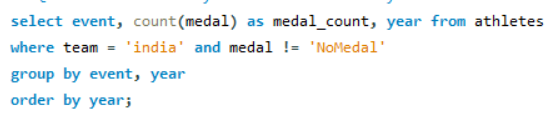 select event, count(medal) as medal_count, year from athletes
where team = 'india' and medal != 'NoMedal'
group by event, year
order by year;